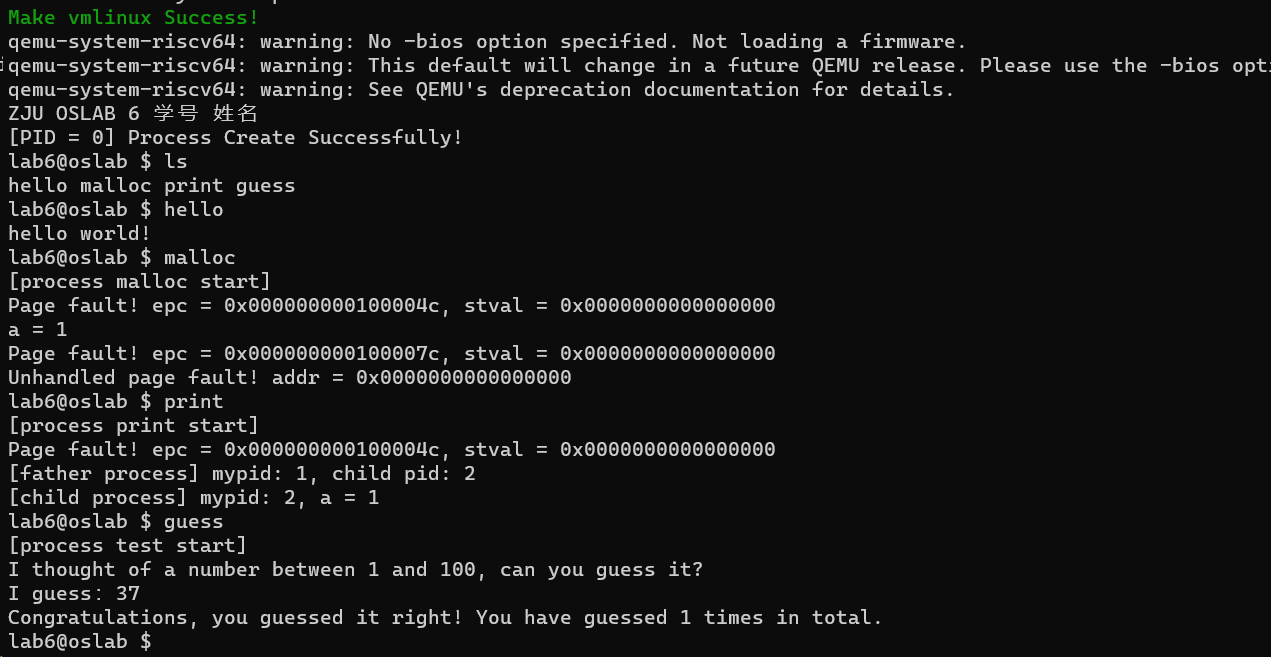 Make vmlinux Success!
qemu-system-riscv64: warning: No -bios option specified. Not loading a firmware.
qemu-system-riscv64: warning: This default will change in a future QEMU release. Please use the -bios opti
qemu-system-riscv64: warning: See QEMU's deprecation documentation for details.
ZJU OSLAB 6 学号 姓名
[PID = 0] Process Create Successfully!
lab6@oslab $ ls
hello malloc print guess
lab6@oslab $ hello
hello world!
lab6@oslab $ malloc
[process malloc start]
Page fault! epc = 0x000000000100004c, stval = 0x0000000000000000
a = 1
Page fault! epc = 0x000000000100007c, stval = 0x0000000000000000
Unhandled page fault! addr = 0x0000000000000000
lab6@oslab $ print
[process print start]
Page fault! epc = 0x000000000100004c, stval = 0x0000000000000000
[father process] mypid: 1, child pid: 2
[child process] mypid: 2, a = 1
lab6@oslab $ guess
[process test start]
I thought of a number between 1 and 100, can you guess it?
I guess: 37
Congratulations, you guessed it right! You have guessed 1 times in total.
lab6@oslab $